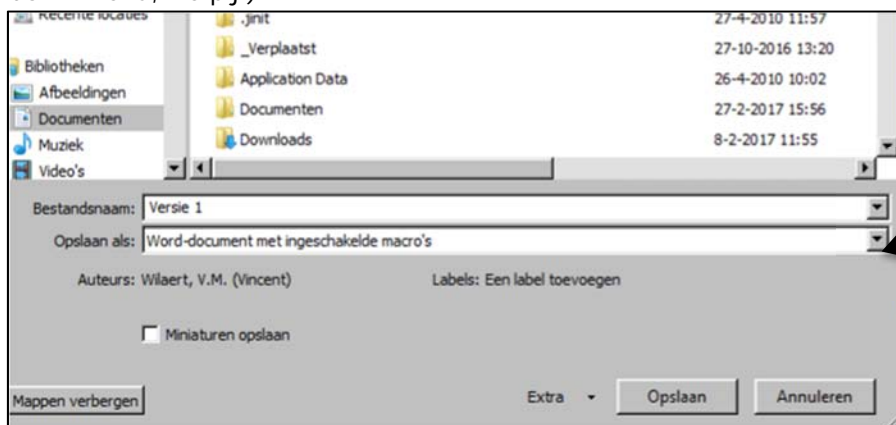 Recente locaties
.jinit 27-4-2010 11:57
_Verplaatst 27-10-2016 13:20
Bibliotheken
Application Data 26-4-2010 10:02
Afbeeldingen
Documenten 27-2-2017 15:56
Documenten
Downloads 8-2-2017 11:55
Muziek
Video's
Bestandsnaam: Versie 1
Opslaan als: Word-document met ingeschakelde macro's
Auteurs: Wilaert, V.M. (Vincent) Labels: Een label toevoegen
Miniaturen opslaan
Mappen verbergen Extra Opslaan Annuleren